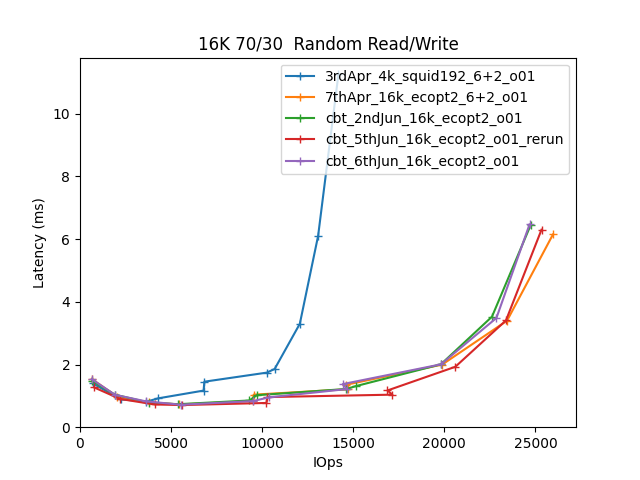 16K 70/30  Random Read/Write
3rdApr_4k_squid192_6+2_o01
7thApr_16k_ecopt2_6+2_o01
cbt_2ndJun_16k_ecopt2_o01
cbt_5thJun_16k_ecopt2_o01_rerun
cbt_6thJun_16k_ecopt2_o01
Latency (ms)
10
8
6
4
2
0
0 5000 10000 15000 20000 25000
IOps